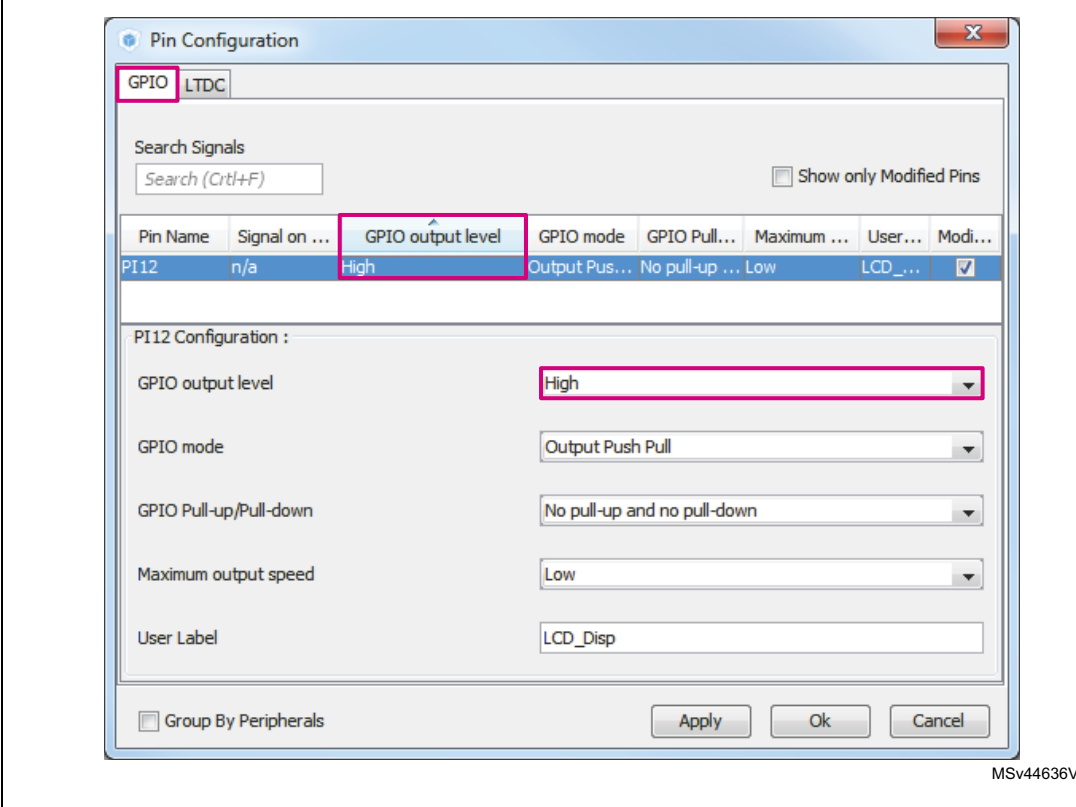 Pin Configuration
GPIO LTDC
Search Signals
Search (Crtl+F)
Show only Modified Pins
Pin Name Signal on ... GPIO output level GPIO mode GPIO Pull... Maximum ... User... Modi...
PI12 n/a High Output Pus... No pull-up ... Low LCD_...
PI12 Configuration :
GPIO output level High
GPIO mode Output Push Pull
GPIO Pull-up/Pull-down No pull-up and no pull-down
Maximum output speed Low
User Label LCD_Disp
Group By Peripherals Apply Ok Cancel
MSv44636V